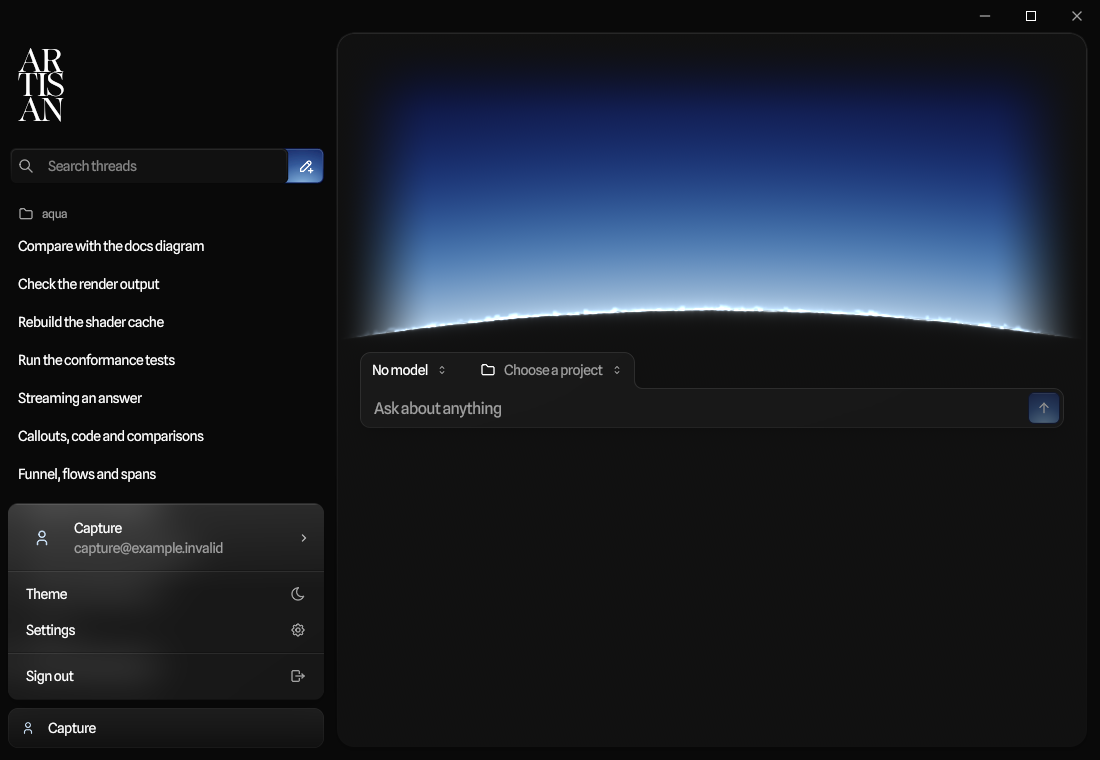 AR
TIS
AN
Search threads
aqua
Compare with the docs diagram
Check the render output
Rebuild the shader cache
Run the conformance tests
Streaming an answer
Callouts, code and comparisons
Funnel, flows and spans
Capture
capture@example.invalid
Theme
Settings
Sign out
Capture
No model
Choose a project
Ask about anything